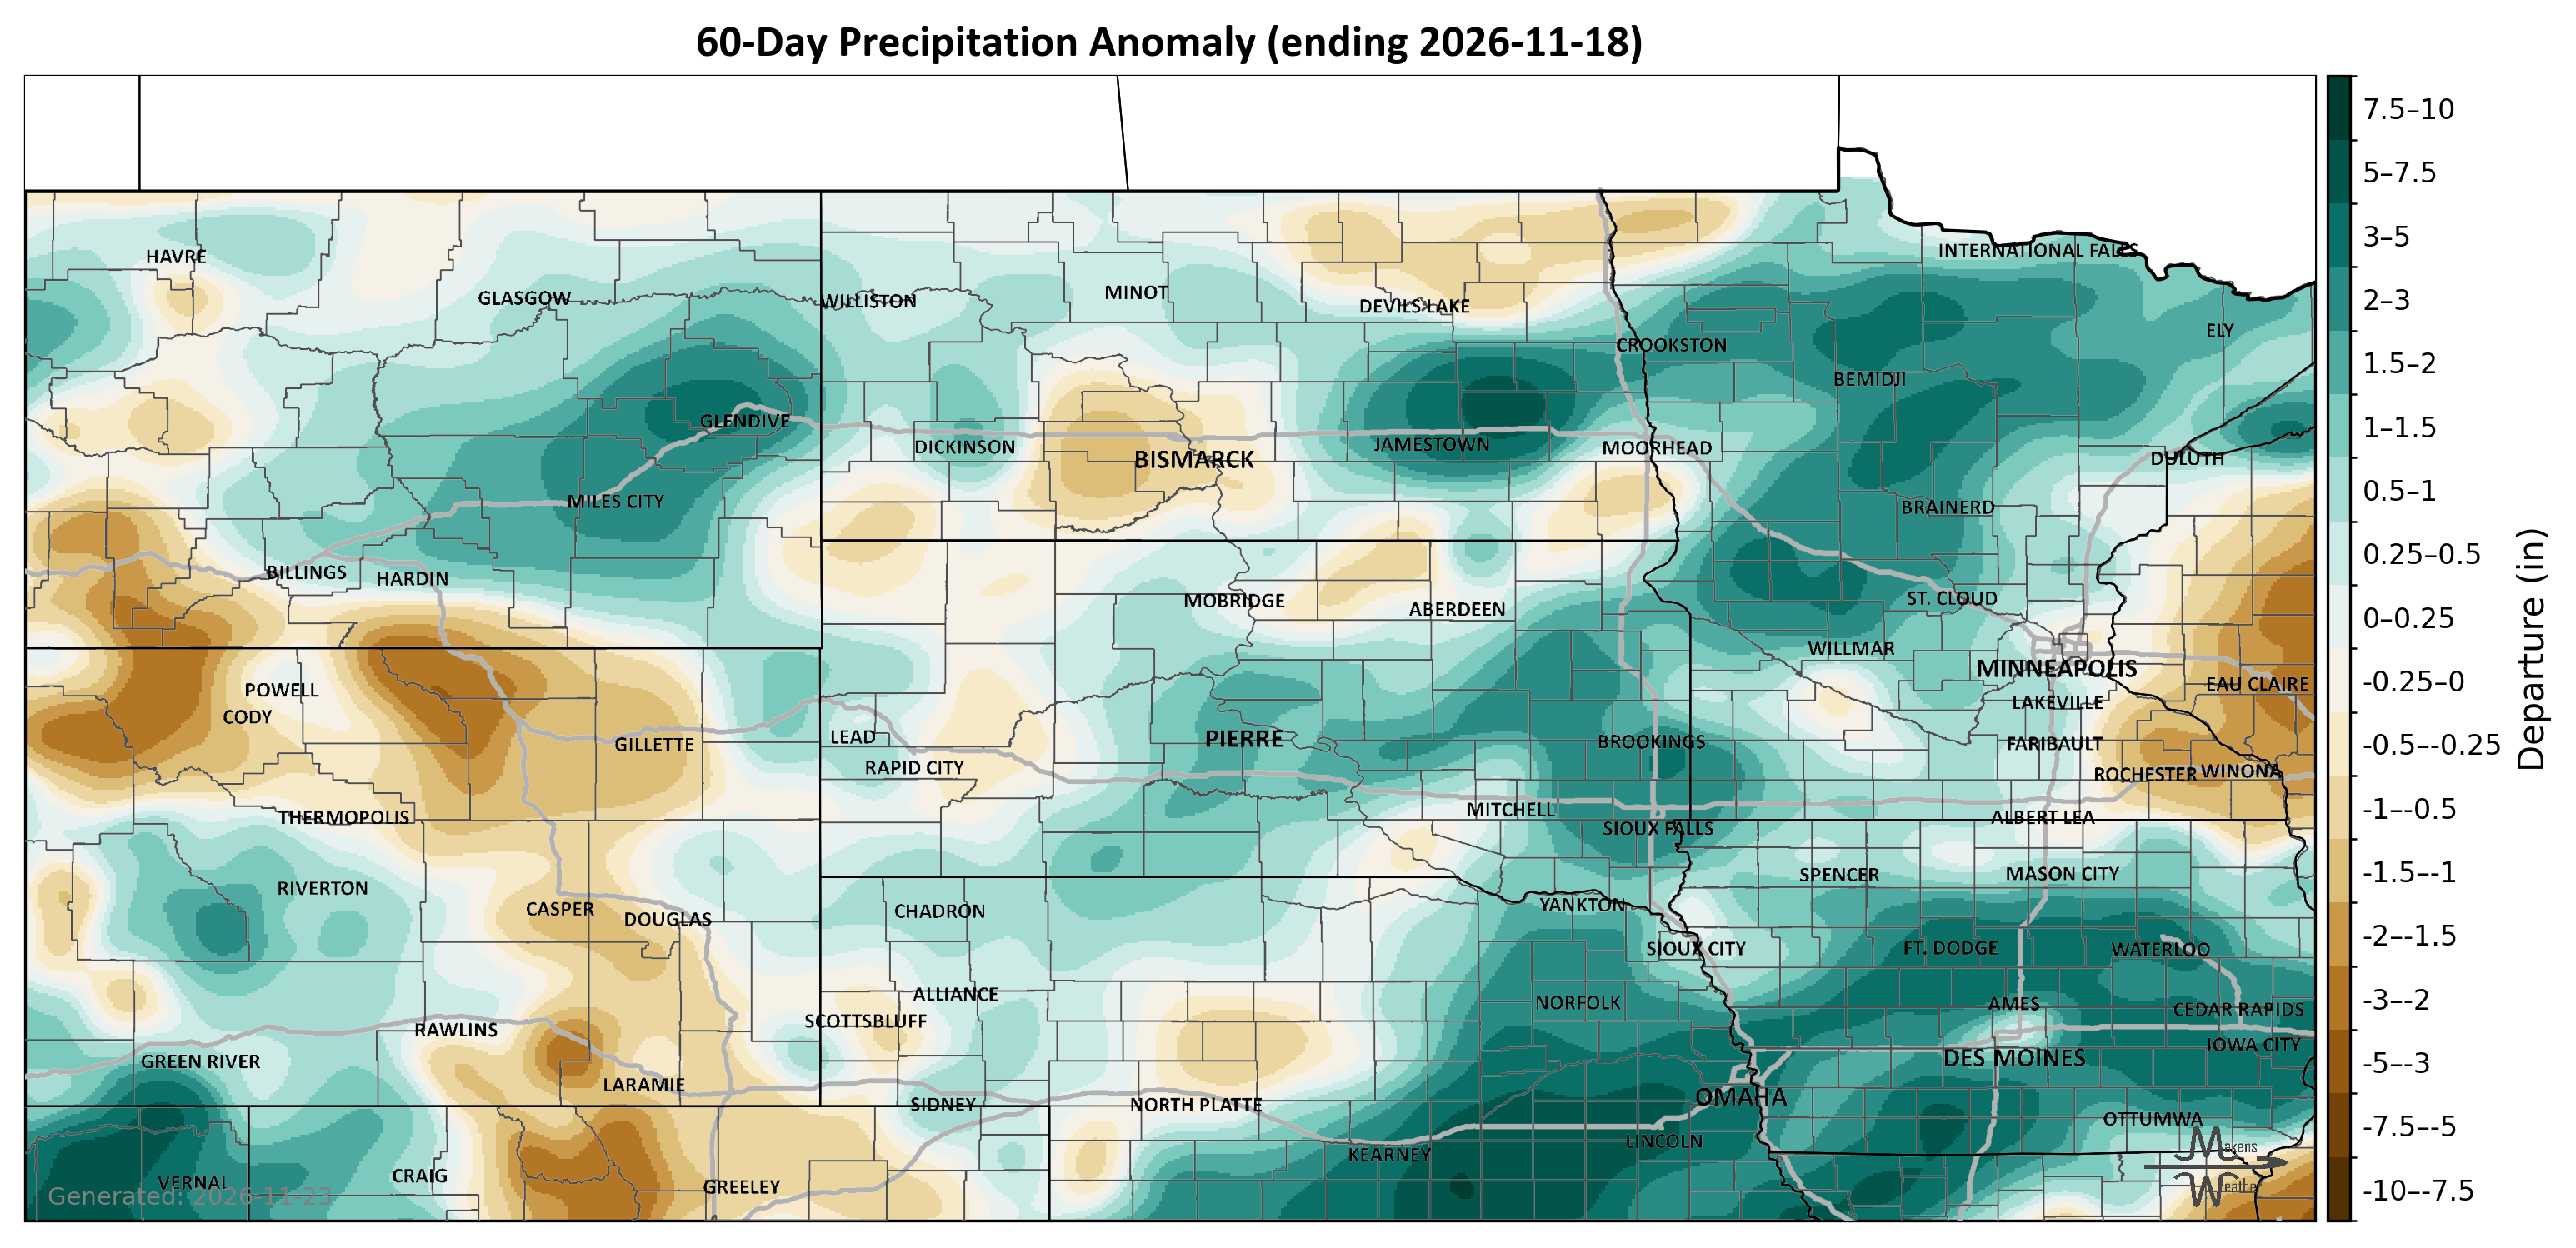 60-Day Precipitation Anomaly (ending 2026-11-18)
HAVRE
GLASGOW
WILLISTON
MINOT
DEVILS LAKE
INTERNATIONAL FALLS
CROOKSTON
ELY
BEMIDJI
GLENDIVE
DICKINSON
BISMARCK
JAMESTOWN
MOORHEAD
DULUTH
MILES CITY
BRAINERD
BILLINGS
HARDIN
MOBRIDGE
ABERDEEN
ST. CLOUD
WILLMAR
MINNEAPOLIS
POWELL
CODY
EAU CLAIRE
LAKEVILLE
GILLETTE
LEAD
PIERRE
BROOKINGS
FARIBAULT
RAPID CITY
ROCHESTER
WINONA
THERMOPOLIS
MITCHELL
SIOUX FALLS
ALBERT LEA
RIVERTON
SPENCER
MASON CITY
CASPER
DOUGLAS
CHADRON
YANKTON
SIOUX CITY
FT. DODGE
WATERLOO
ALLIANCE
NORFOLK
AMES
CEDAR RAPIDS
SCOTTSBLUFF
RAWLINS
IOWA CITY
GREEN RIVER
DES MOINES
LARAMIE
OMAHA
SIDNEY
NORTH PLATTE
OTTUMWA
LINCOLN
KEARNEY
VERNAL
CRAIG
GREELEY
Generated: 2026-11-23
Makens
Weather
7.5–10
5–7.5
3–5
2–3
1.5–2
1–1.5
0.5–1
0.25–0.5
0–0.25
-0.25–0
-0.5–-0.25
-1–-0.5
-1.5–-1
-2–-1.5
-3–-2
-5–-3
-7.5–-5
-10–-7.5
Departure (in)